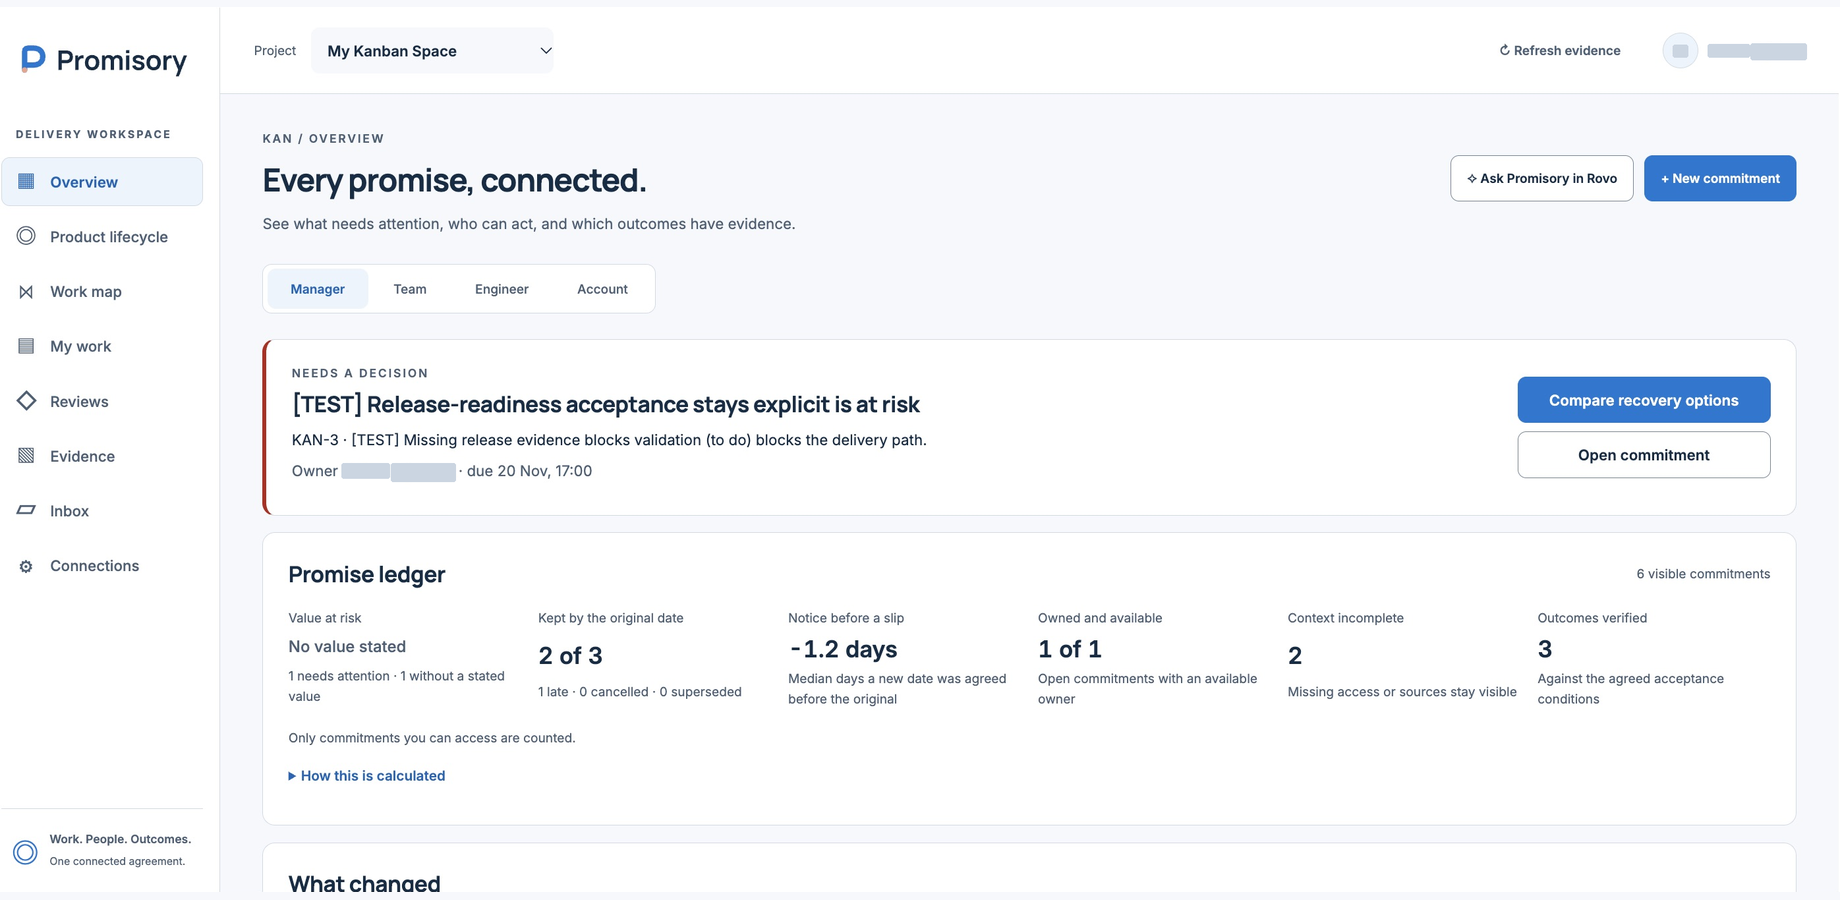 Promisory
DELIVERY WORKSPACE
Overview
Product lifecycle
Work map
My work
Reviews
Evidence
Inbox
Connections
Work. People. Outcomes.
One connected agreement.
Project
My Kanban Space
Refresh evidence
KAN / OVERVIEW
Every promise, connected.
See what needs attention, who can act, and which outcomes have evidence.
Ask Promisory in Rovo
+ New commitment
Manager
Team
Engineer
Account
NEEDS A DECISION
[TEST] Release-readiness acceptance stays explicit is at risk
KAN-3 · [TEST] Missing release evidence blocks validation (to do) blocks the delivery path.
Owner · due 20 Nov, 17:00
Compare recovery options
Open commitment
Promise ledger
6 visible commitments
Value at risk
No value stated
1 needs attention · 1 without a stated
value
Kept by the original date
2 of 3
1 late · 0 cancelled · 0 superseded
Notice before a slip
-1.2 days
Median days a new date was agreed
before the original
Owned and available
1 of 1
Open commitments with an available
owner
Context incomplete
2
Missing access or sources stay visible
Outcomes verified
3
Against the agreed acceptance
conditions
Only commitments you can access are counted.
How this is calculated
What changed